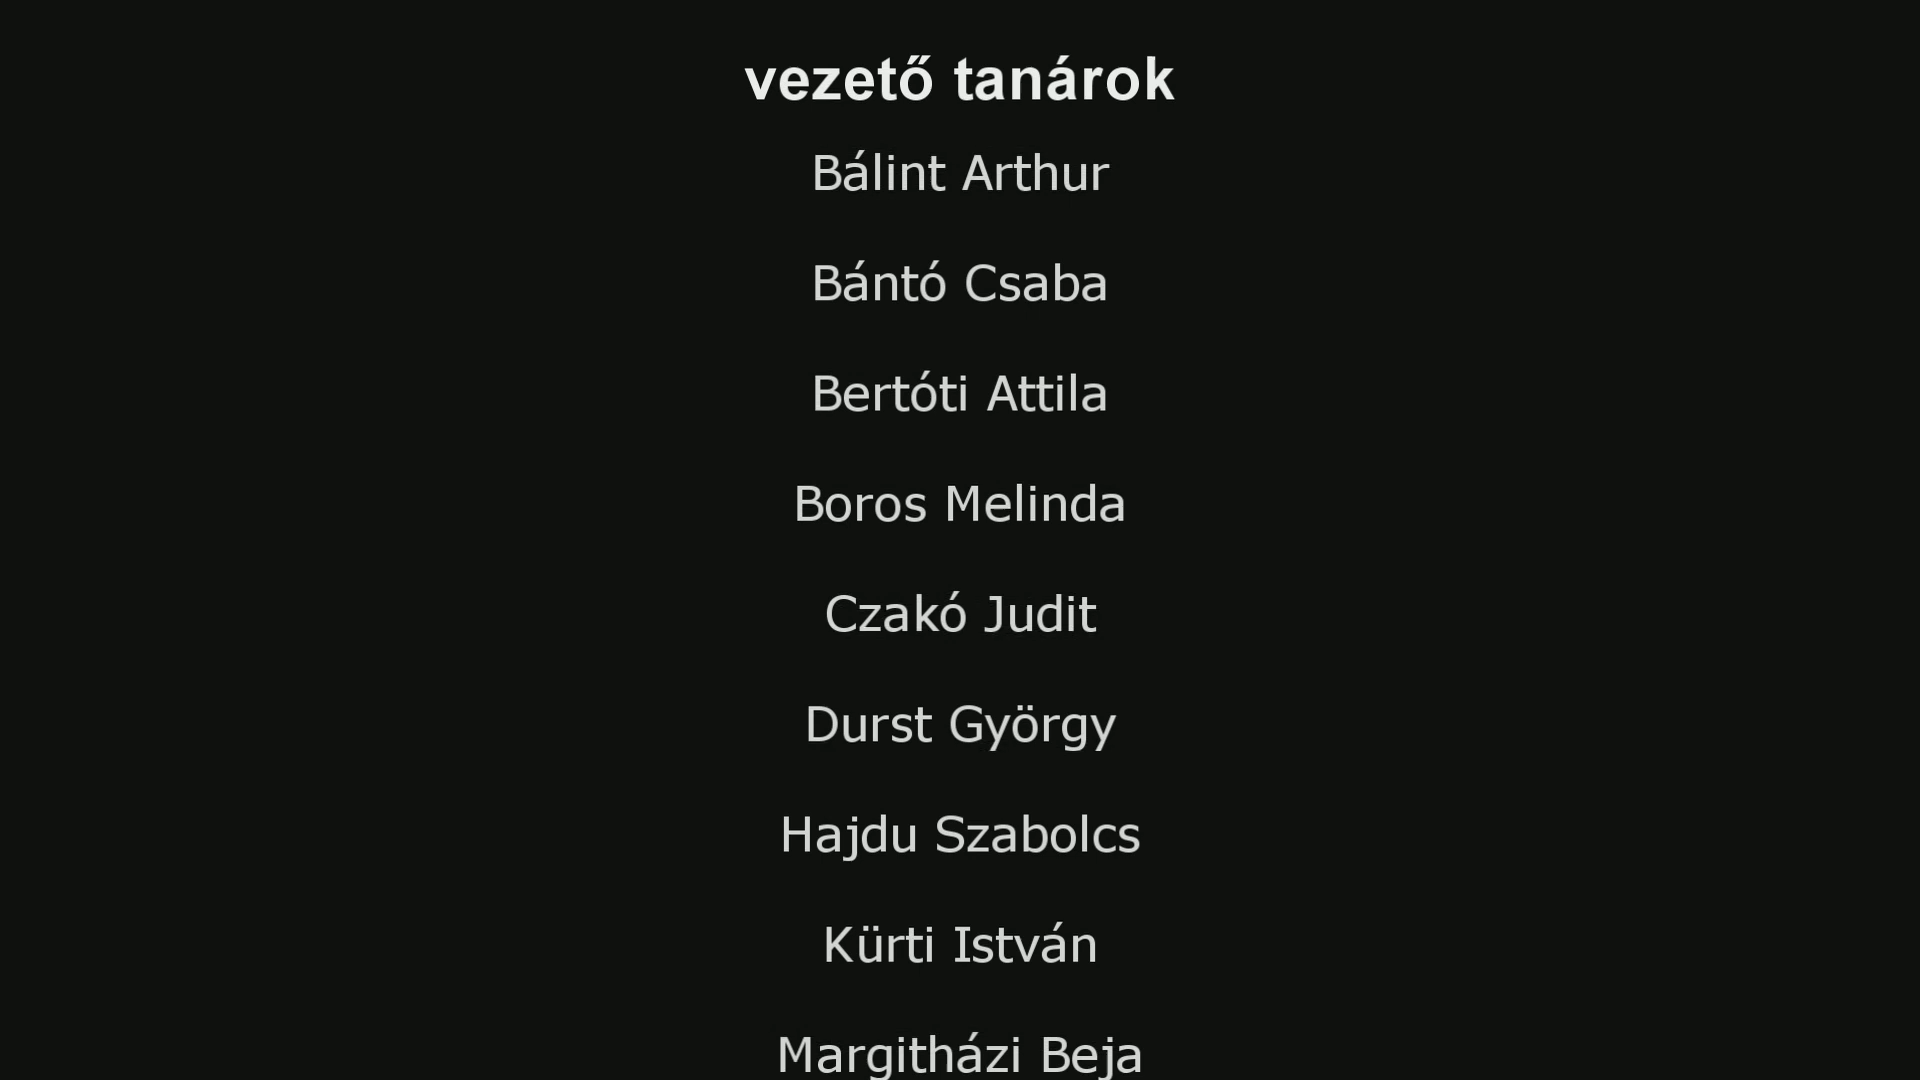 vezető tanárok
Bálint Arthur
Bántó Csaba
Bertóti Attila
Boros Melinda
Czakó Judit
Durst György
Hajdu Szabolcs
Kürti István
Margitházi Beja